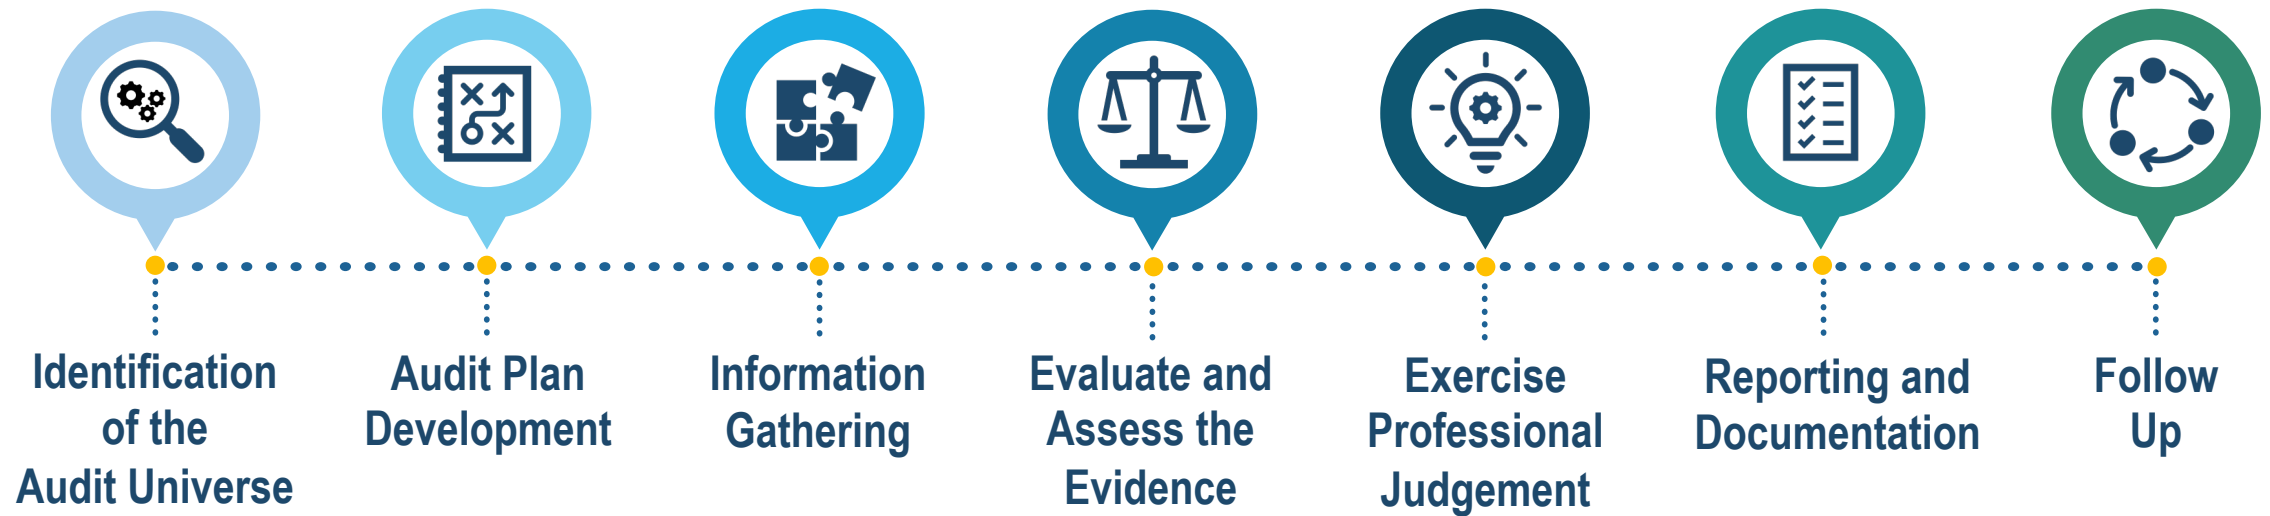 Identification
of the
Audit Universe
Audit Plan
Development
Information
Gathering
Evaluate and
Assess the
Evidence
Exercise
Professional
Judgement
Reporting and
Documentation
Follow
Up